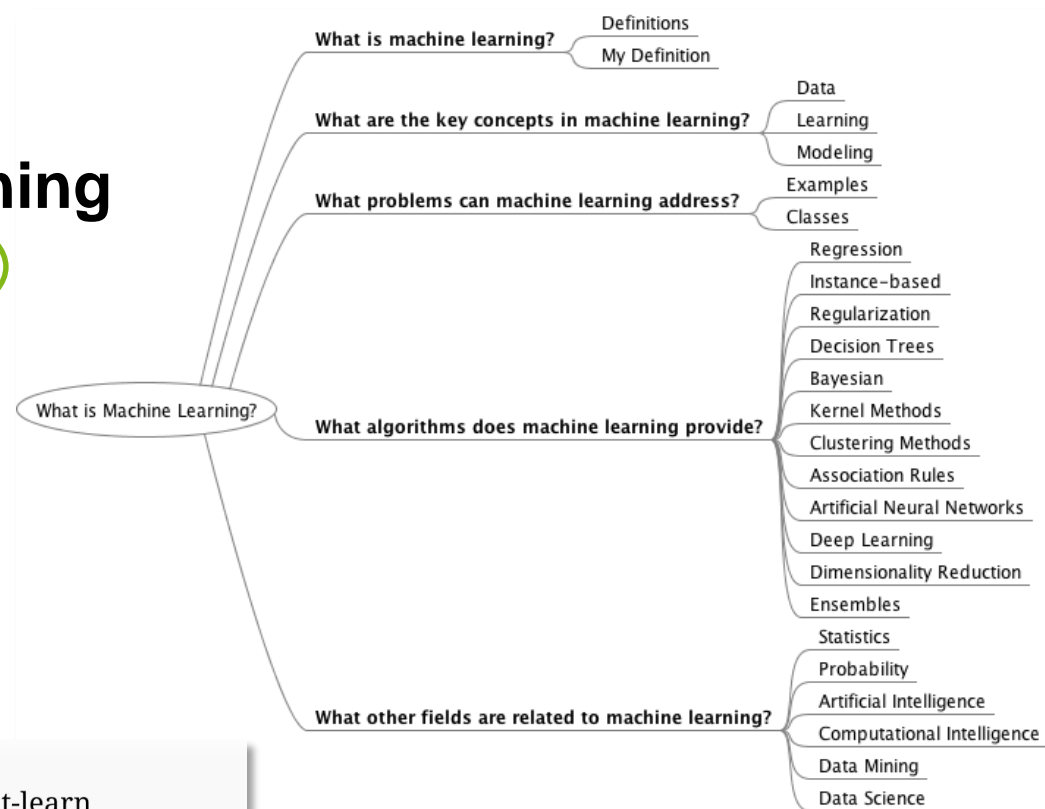 What is machine learning?
Definitions
My Definition
What are the key concepts in machine learning?
Data
Learning
Modeling
ning
What problems can machine learning address?
Examples
Classes
What is Machine Learning?
What algorithms does machine learning provide?
Regression
Instance-based
Regularization
Decision Trees
Bayesian
Kernel Methods
Clustering Methods
Association Rules
Artificial Neural Networks
Deep Learning
Dimensionality Reduction
Ensembles
What other fields are related to machine learning?
Statistics
Probability
Artificial Intelligence
Computational Intelligence
Data Mining
Data Science
t-learn